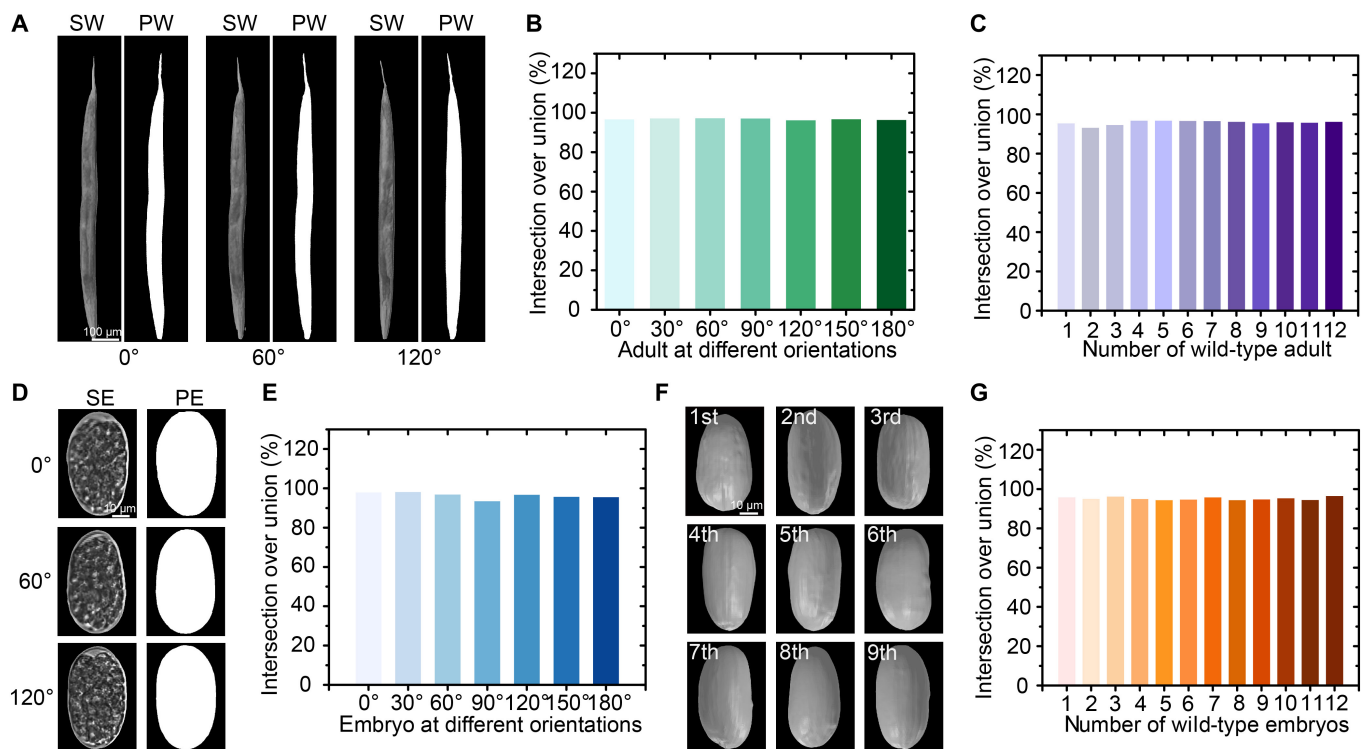 A
SW PW SW PW SW PW
100 µm
0° 60° 120°
B
Intersection over union (%)
120
100
80
60
40
20
0
0° 30° 60° 90° 120° 150° 180°
Adult at different orientations
C
Intersection over union (%)
120
100
80
60
40
20
0
1 2 3 4 5 6 7 8 9 10 11 12
Number of wild-type adult
D
SE PE
0°
10 µm
60°
120°
E
Intersection over union (%)
120
100
80
60
40
20
0
0° 30° 60° 90° 120° 150° 180°
Embryo at different orientations
F
1st 2nd 3rd
10 µm
4th 5th 6th
7th 8th 9th
G
Intersection over union (%)
120
100
80
60
40
20
0
1 2 3 4 5 6 7 8 9 10 11 12
Number of wild-type embryos